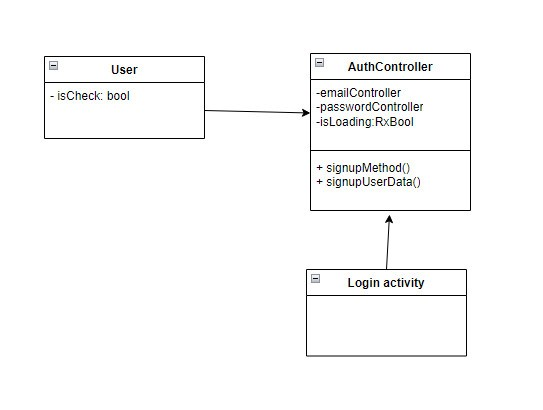 User
- isCheck: bool
AuthController
-emailController
-passwordController
-isLoading:RxBool
+ signupMethod()
+ signupUserData()
Login activity